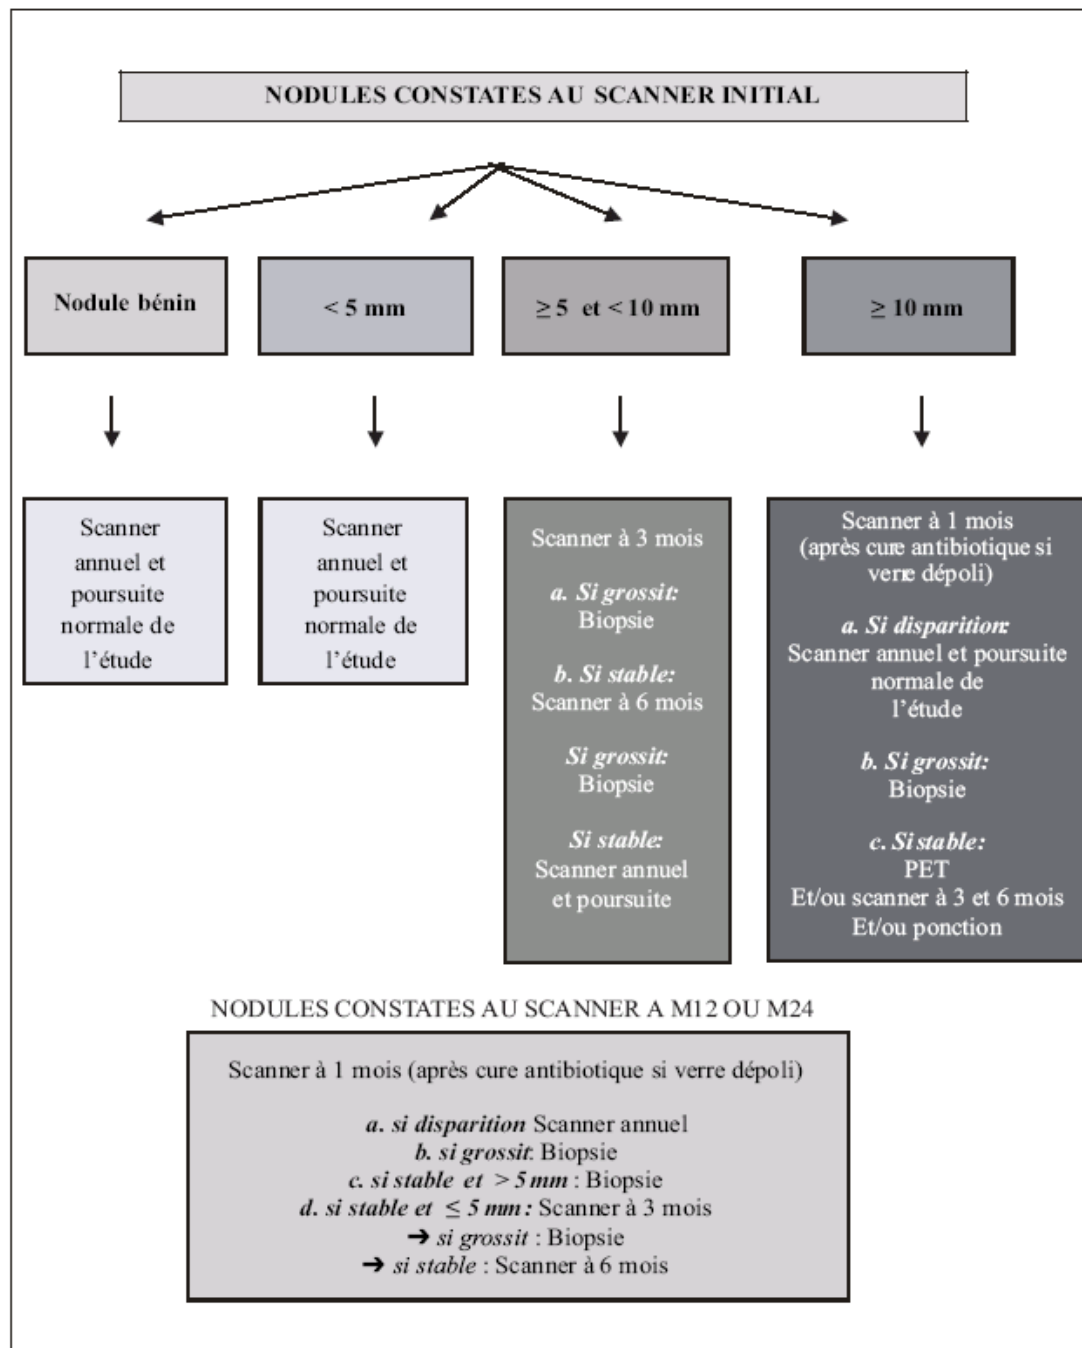 NODULES CONSTATES AU SCANNER INITIAL
Nodule bénin
< 5 mm
≥ 5 et < 10 mm
≥ 10 mm
Scanner
annuel et
poursuite
normale de
l’étude
Scanner
annuel et
poursuite
normale de
l’étude
Scanner à 3 mois
a. Si grossit:
Biopsie
b. Si stable:
Scanner à 6 mois
Si grossit:
Biopsie
Si stable:
Scanner annuel
et poursuite
Scanner à 1 mois
(après cure antibiotique si
verre dépoli)
a. Si disparition:
Scanner annuel et poursuite
normale de
l’étude
b. Si grossit:
Biopsie
c. Si stable:
PET
Et/ou scanner à 3 et 6 mois
Et/ou ponction
NODULES CONSTATES AU SCANNER A M12 OU M24
Scanner à 1 mois (après cure antibiotique si verre dépoli)
a. si disparition Scanner annuel
b. si grossit: Biopsie
c. si stable et > 5 mm : Biopsie
d. si stable et ≤ 5 mm : Scanner à 3 mois
➔ si grossit : Biopsie
➔ si stable : Scanner à 6 mois